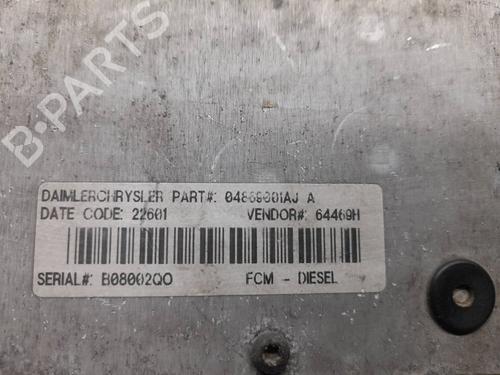 B-PARTS
DAIMLERCHRYSLER PART#: 04869001AJ A
DATE CODE: 22601 VENDOR#: 64469H
SERIAL#: B08002QO FCM - DIESEL